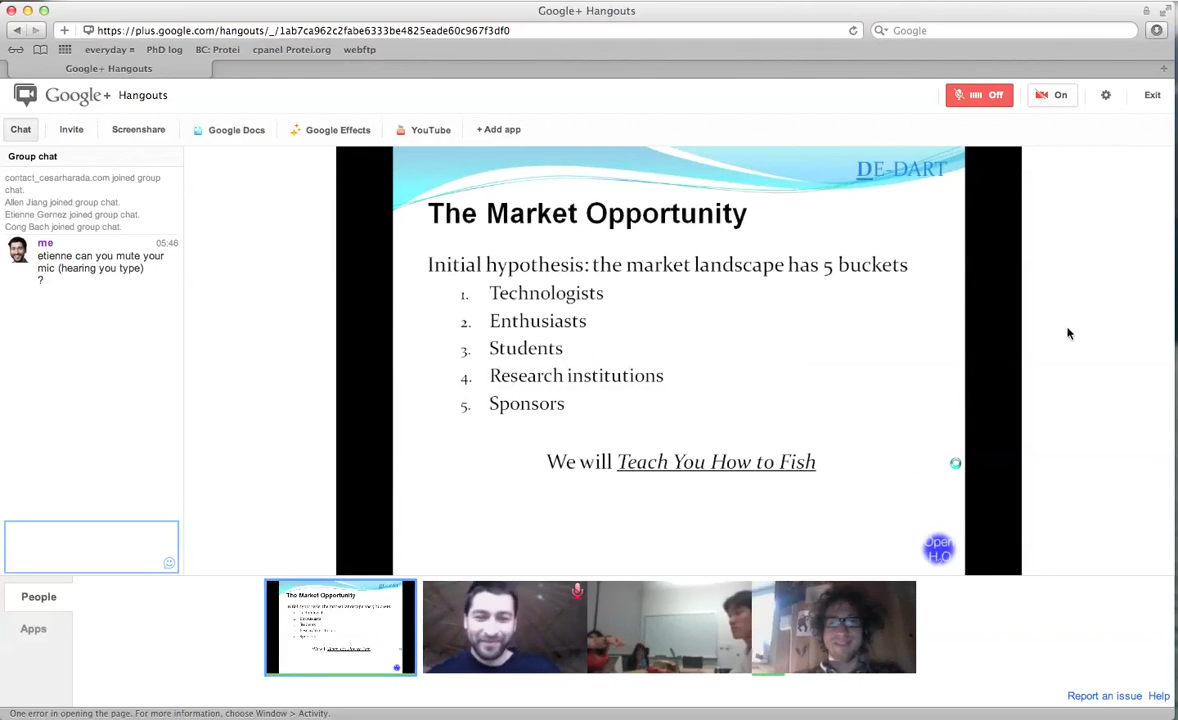 Google+ Hangouts
https://plus.google.com/hangouts/_/1ab7ca962c2fabe6333be4825eade60c967f3df0
Google
everyday
PhD log
BC: Protei
cpanel Protei.org
webftp
Google+ Hangouts
Google+ Hangouts
Off
On
Exit
Chat
Invite
Screenshare
Google Docs
Google Effects
YouTube
+ Add app
Group chat
contact_cesarharada.com joined group
chat.
Allen Jiang joined group chat.
Etienne Gernez joined group chat.
Cong Bach joined group chat.
me 05:46
etienne can you mute your
mic (hearing you type)
?
DE-DART
The Market Opportunity
Initial hypothesis: the market landscape has 5 buckets
1. Technologists
2. Enthusiasts
3. Students
4. Research institutions
5. Sponsors
We will Teach You How to Fish
Open
H2O
People
Apps
The Market Opportunity
Report an issue
Help
One error in opening the page. For more information, choose Window > Activity.